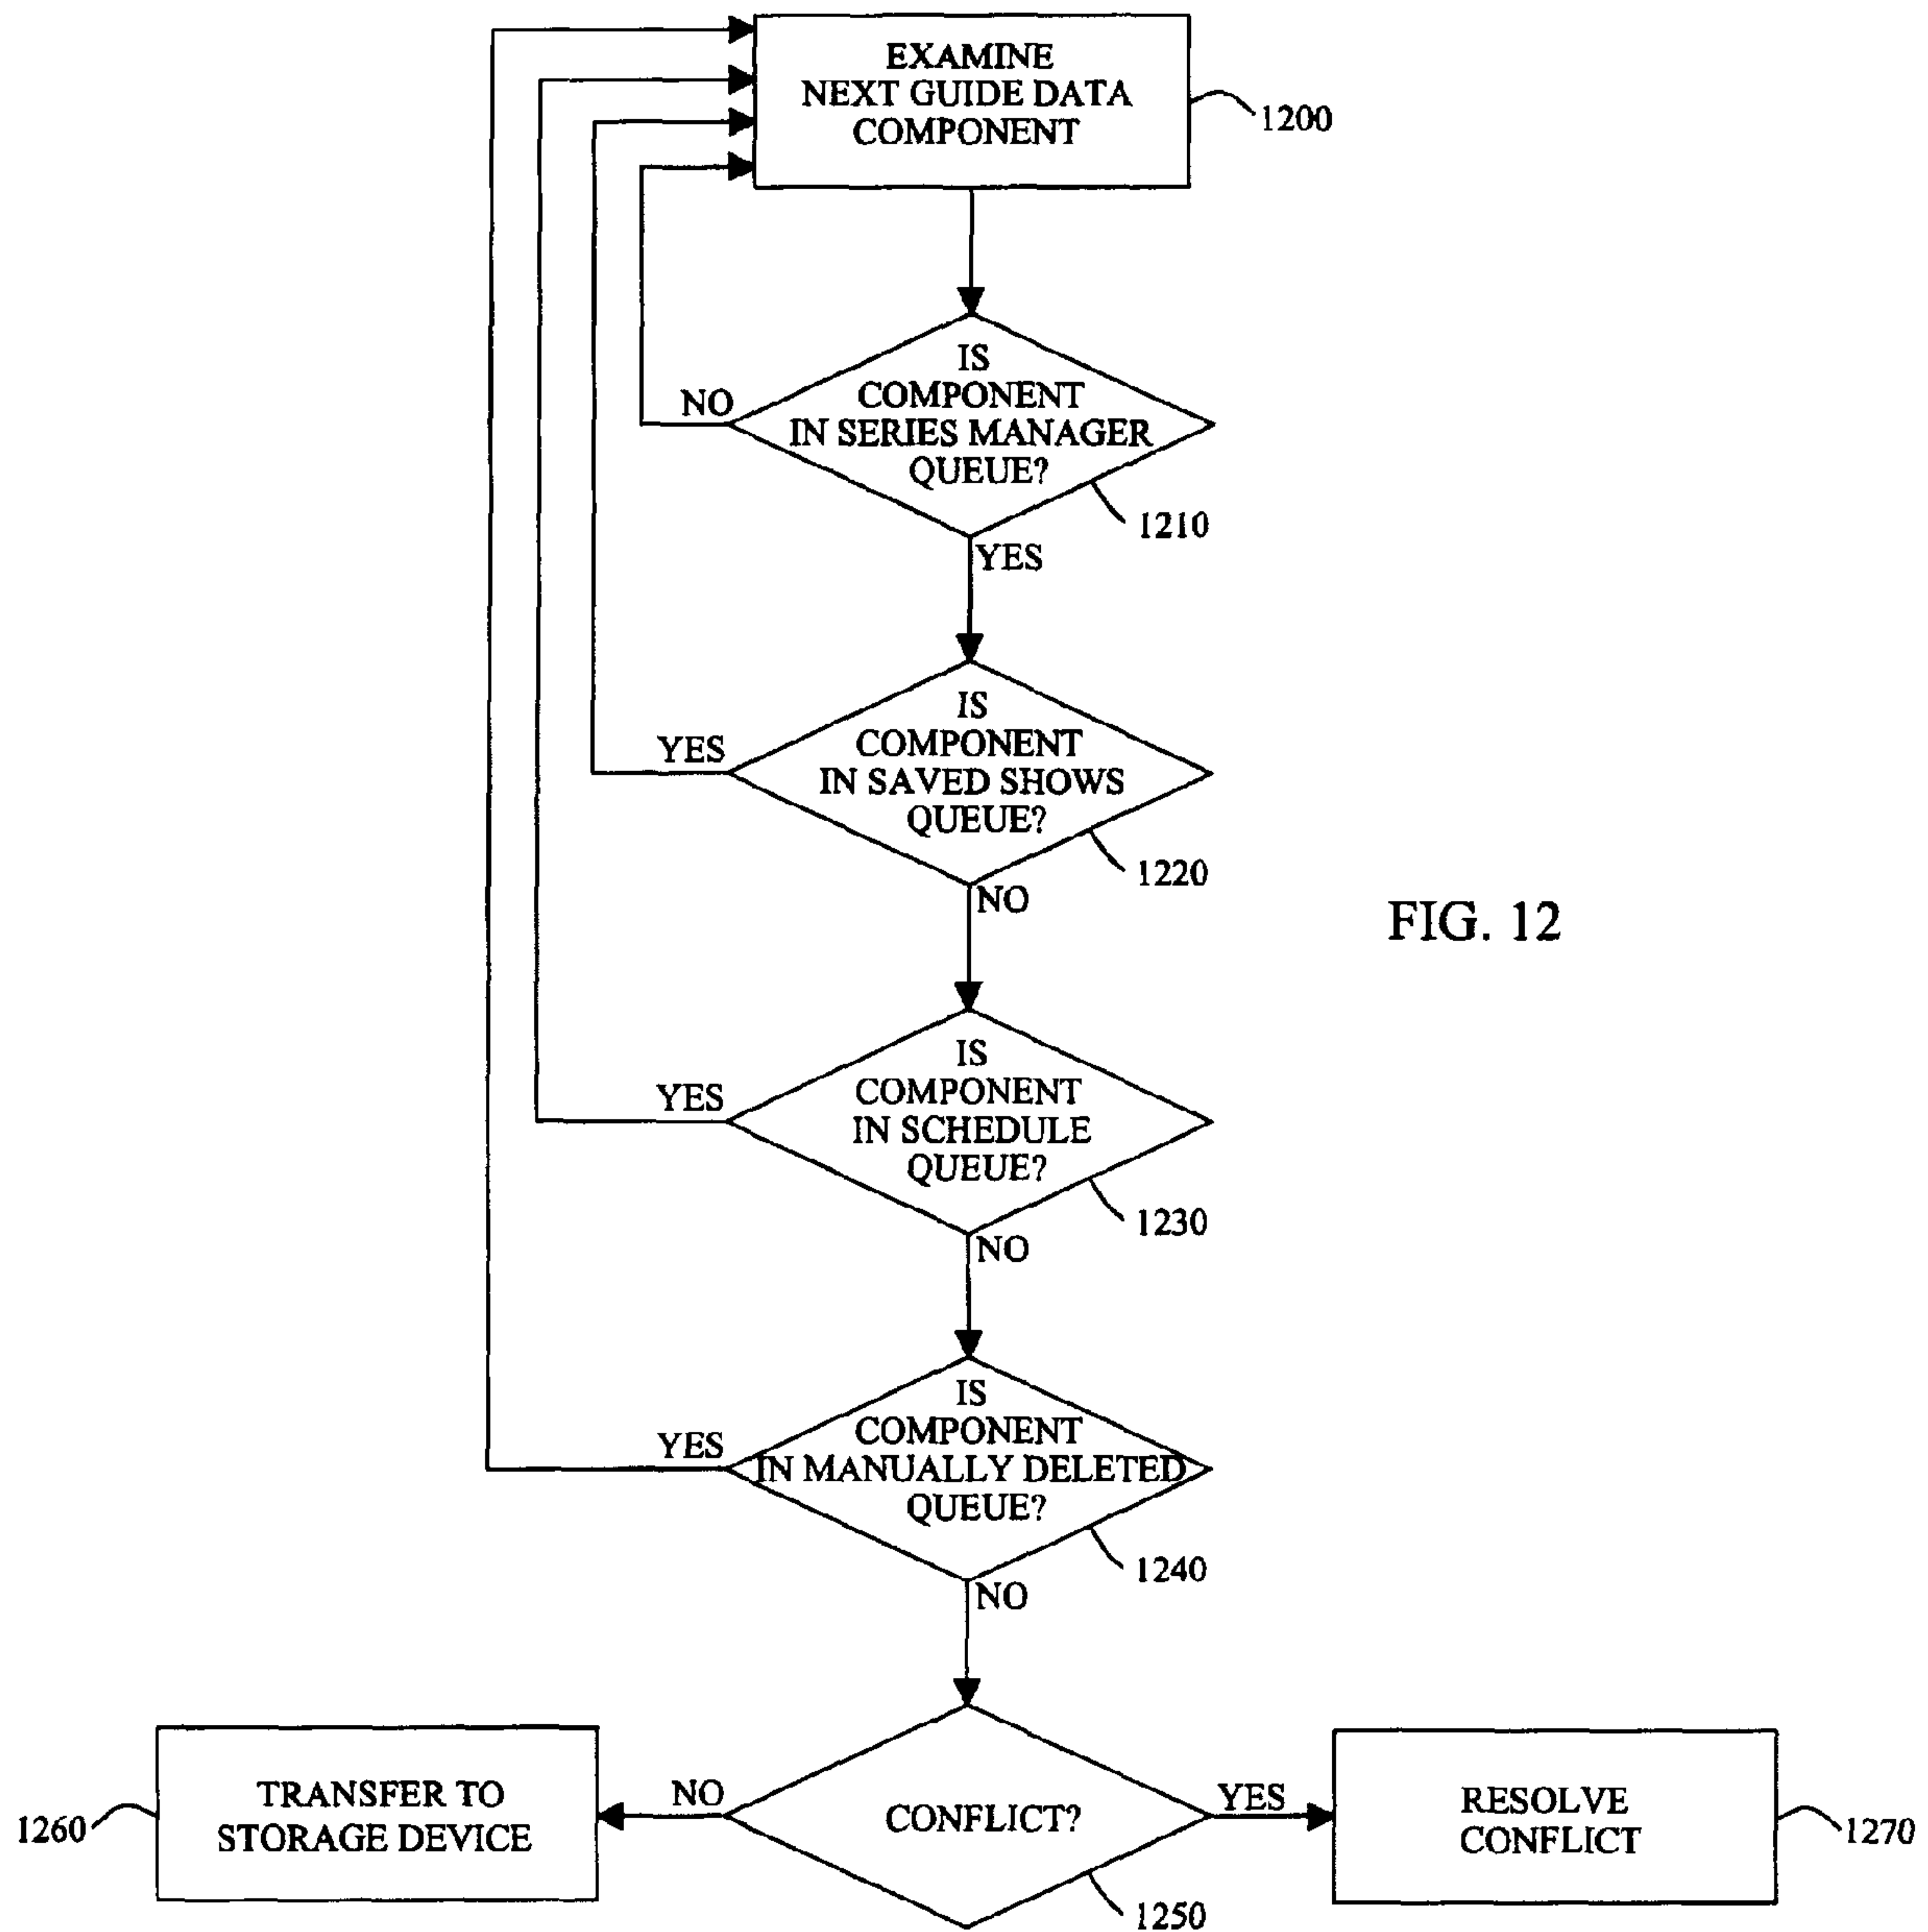 EXAMINE
NEXT GUIDE DATA
COMPONENT
1200
IS
COMPONENT
IN SERIES MANAGER
QUEUE?
NO
1210
YES
IS
COMPONENT
IN SAVED SHOWS
QUEUE?
YES
1220
NO
FIG. 12
IS
COMPONENT
IN SCHEDULE
QUEUE?
YES
1230
NO
IS
COMPONENT
IN MANUALLY DELETED
QUEUE?
YES
1240
NO
TRANSFER TO
STORAGE DEVICE
1260
NO
CONFLICT?
YES
RESOLVE
CONFLICT
1270
1250